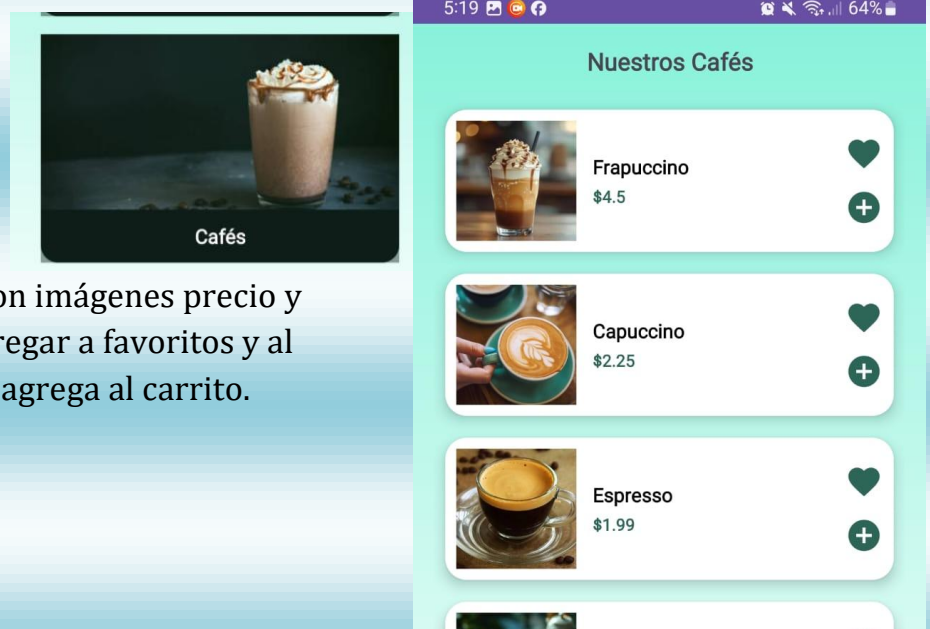 Cafés
on imágenes precio y
regar a favoritos y al
agrega al carrito.
5:19 64%
Nuestros Cafés
Frapuccino
$4.5
Capuccino
$2.25
Espresso
$1.99